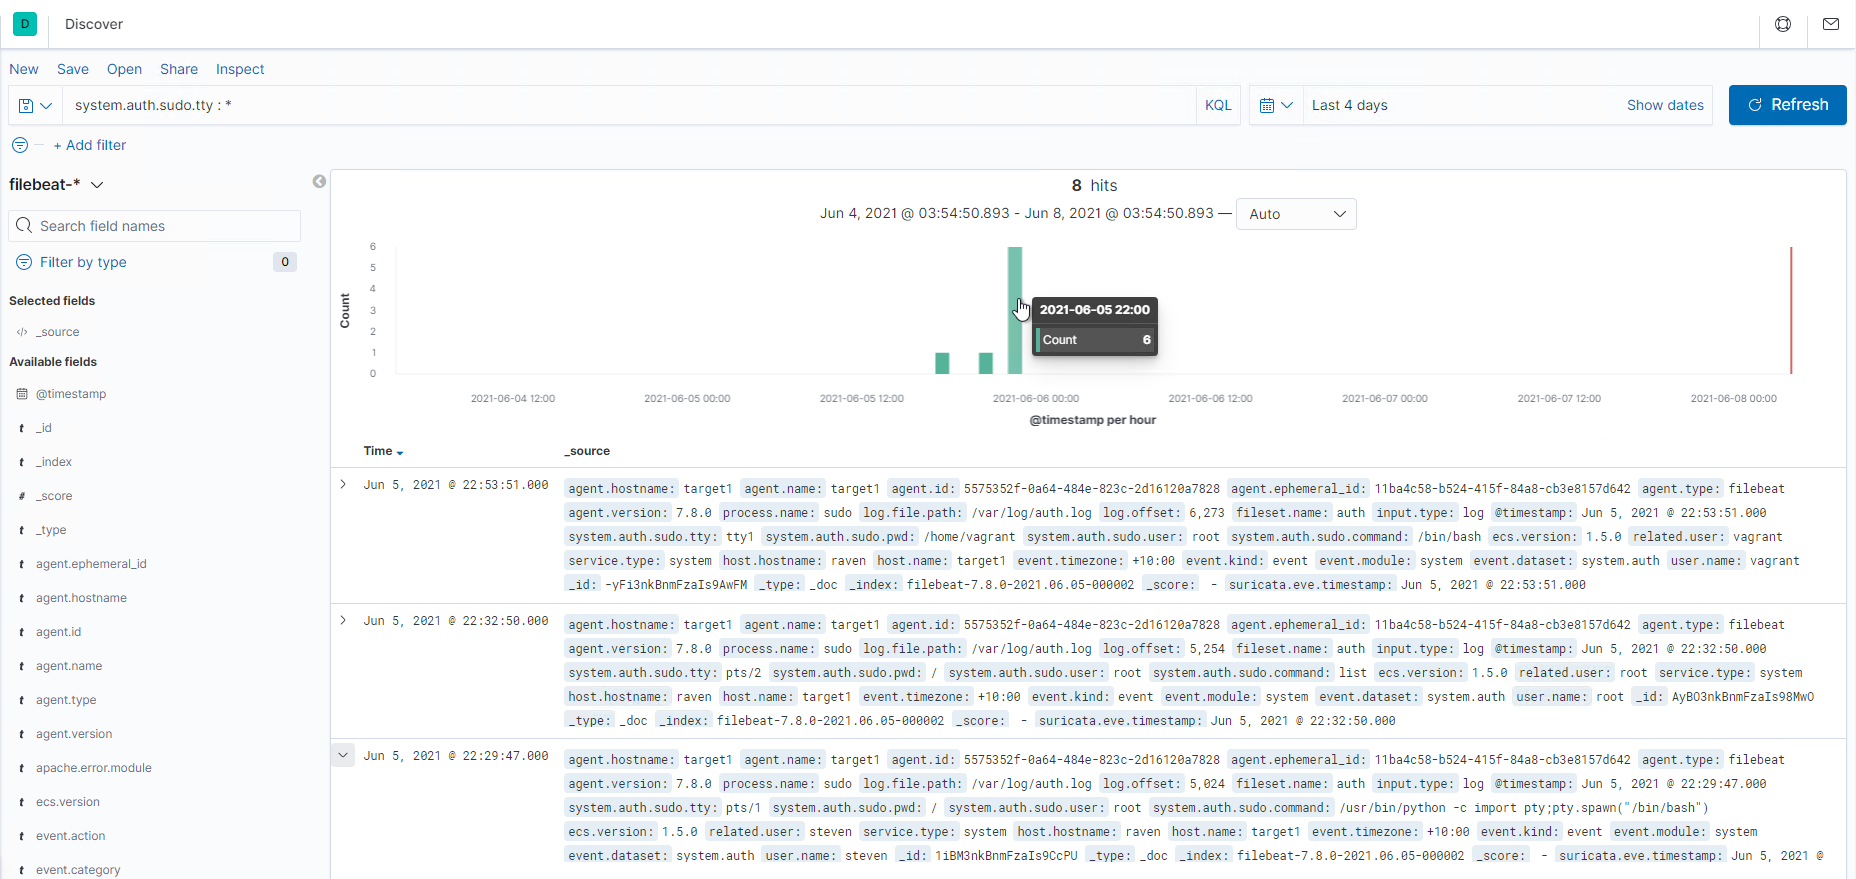 D Discover
New Save Open Share Inspect
system.auth.sudo.tty : * KQL Last 4 days Show dates Refresh
+ Add filter
filebeat-*
Search field names
Filter by type 0
Selected fields
_source
Available fields
@timestamp
t _id
t _index
# _score
t _type
t agent.ephemeral_id
t agent.hostname
t agent.id
t agent.name
t agent.type
t agent.version
t apache.error.module
t ecs.version
t event.action
t event.category
8 hits
Jun 4, 2021 @ 03:54:50.893 - Jun 8, 2021 @ 03:54:50.893 — Auto
Count
6
5
4
3
2
1
0
2021-06-05 22:00
Count 6
2021-06-04 12:00 2021-06-05 00:00 2021-06-05 12:00 2021-06-06 00:00 2021-06-06 12:00 2021-06-07 00:00 2021-06-07 12:00 2021-06-08 00:00
@timestamp per hour
Time _source
Jun 5, 2021 @ 22:53:51.000 agent.hostname: target1 agent.name: target1 agent.id: 5575352f-0a64-484e-823c-2d16120a7828 agent.ephemeral_id: 11ba4c58-b524-415f-84a8-cb3e8157d642 agent.type: filebeat
agent.version: 7.8.0 process.name: sudo log.file.path: /var/log/auth.log log.offset: 6,273 fileset.name: auth input.type: log @timestamp: Jun 5, 2021 @ 22:53:51.000
system.auth.sudo.tty: tty1 system.auth.sudo.pwd: /home/vagrant system.auth.sudo.user: root system.auth.sudo.command: /bin/bash ecs.version: 1.5.0 related.user: vagrant
service.type: system host.hostname: raven host.name: target1 event.timezone: +10:00 event.kind: event event.module: system event.dataset: system.auth user.name: vagrant
_id: -yFi3nkBnmFzaIs9AwFM _type: _doc _index: filebeat-7.8.0-2021.06.05-000002 _score: - suricata.eve.timestamp: Jun 5, 2021 @ 22:53:51.000
Jun 5, 2021 @ 22:32:50.000 agent.hostname: target1 agent.name: target1 agent.id: 5575352f-0a64-484e-823c-2d16120a7828 agent.ephemeral_id: 11ba4c58-b524-415f-84a8-cb3e8157d642 agent.type: filebeat
agent.version: 7.8.0 process.name: sudo log.file.path: /var/log/auth.log log.offset: 5,254 fileset.name: auth input.type: log @timestamp: Jun 5, 2021 @ 22:32:50.000
system.auth.sudo.tty: pts/2 system.auth.sudo.pwd: / system.auth.sudo.user: root system.auth.sudo.command: list ecs.version: 1.5.0 related.user: root service.type: system
host.hostname: raven host.name: target1 event.timezone: +10:00 event.kind: event event.module: system event.dataset: system.auth user.name: root _id: AyBO3nkBnmFzaIs98MwO
_type: _doc _index: filebeat-7.8.0-2021.06.05-000002 _score: - suricata.eve.timestamp: Jun 5, 2021 @ 22:32:50.000
Jun 5, 2021 @ 22:29:47.000 agent.hostname: target1 agent.name: target1 agent.id: 5575352f-0a64-484e-823c-2d16120a7828 agent.ephemeral_id: 11ba4c58-b524-415f-84a8-cb3e8157d642 agent.type: filebeat
agent.version: 7.8.0 process.name: sudo log.file.path: /var/log/auth.log log.offset: 5,024 fileset.name: auth input.type: log @timestamp: Jun 5, 2021 @ 22:29:47.000
system.auth.sudo.tty: pts/1 system.auth.sudo.pwd: / system.auth.sudo.user: root system.auth.sudo.command: /usr/bin/python -c import pty;pty.spawn("/bin/bash")
ecs.version: 1.5.0 related.user: steven service.type: system host.hostname: raven host.name: target1 event.timezone: +10:00 event.kind: event event.module: system
event.dataset: system.auth user.name: steven _id: 1iBM3nkBnmFzaIs9CcPU _type: _doc _index: filebeat-7.8.0-2021.06.05-000002 _score: - suricata.eve.timestamp: Jun 5, 2021 @